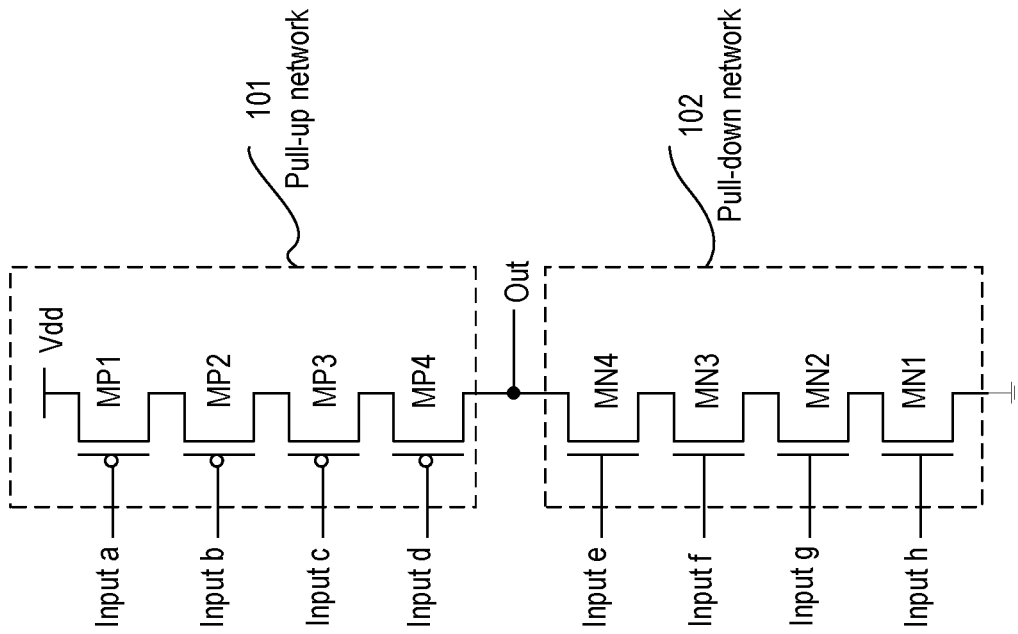 101
Pull-up network
Vdd
MP1
MP2
MP3
MP4
Input a
Input b
Input c
Input d
Out
102
Pull-down network
MN4
MN3
MN2
MN1
Input e
Input f
Input g
Input h